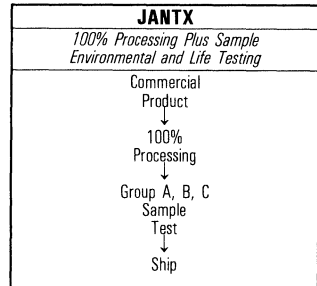 JANTX
100% Processing Plus Sample
Environmental and Life Testing
Commercial
Product
100%
Processing
Group A, B, C
Sample
Test
Ship